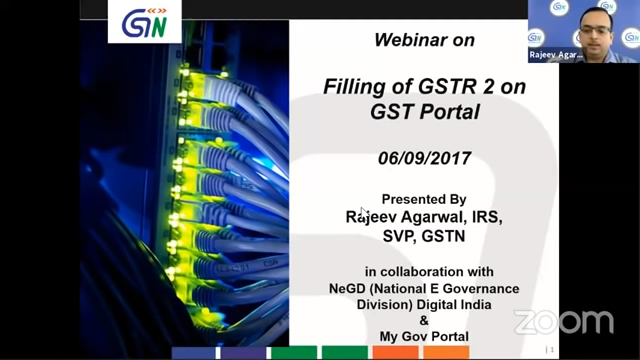 GSTN
Webinar on
Filling of GSTR 2 on
GST Portal
06/09/2017
Presented By
Rajeev Agarwal, IRS,
SVP, GSTN
in collaboration with
NeGD (National E Governance
Division) Digital India
&
My Gov Portal
| 1
Rajeev Agar...
zoom